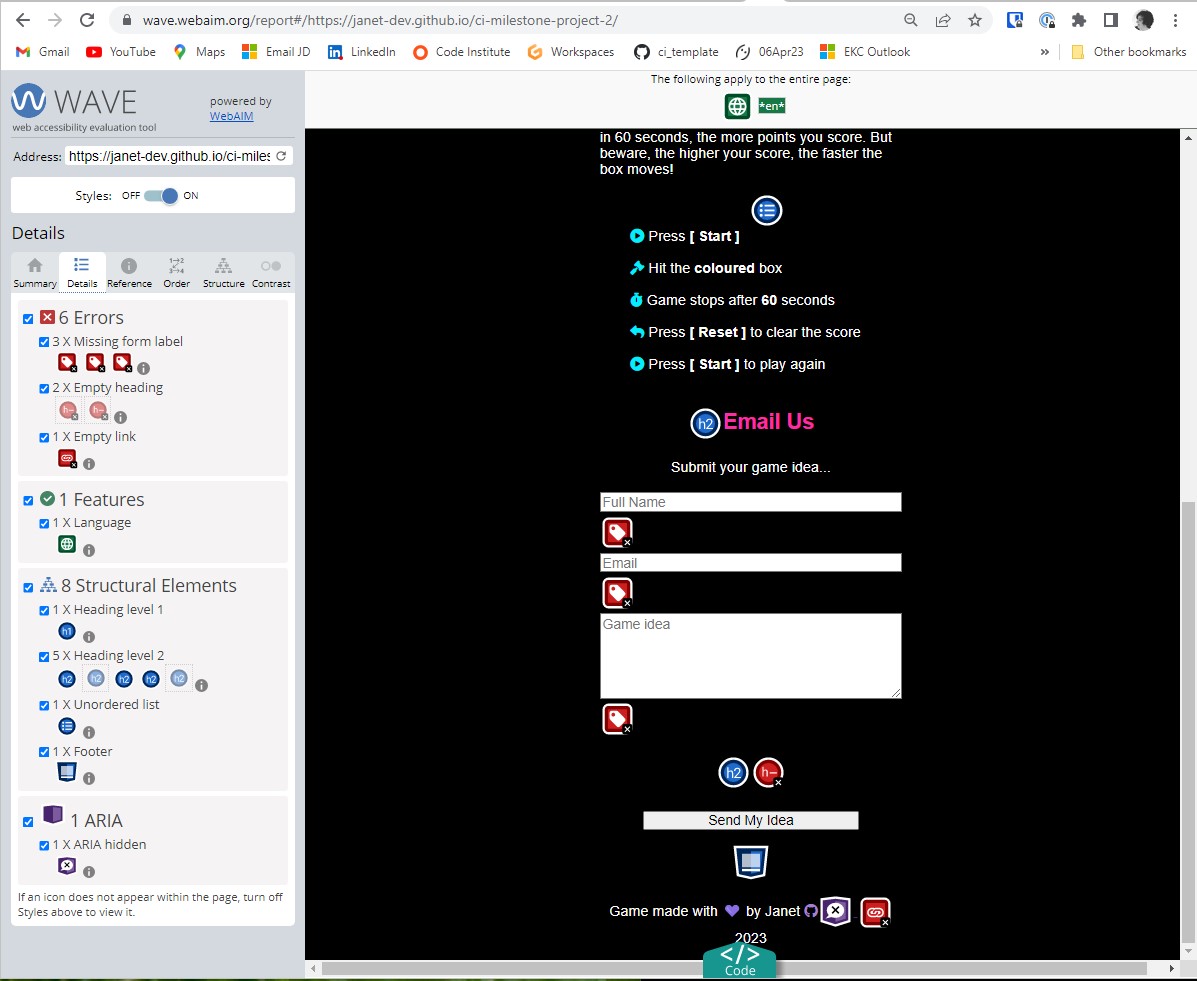 wave.webaim.org/report#/https://janet-dev.github.io/ci-milestone-project-2/
Gmail YouTube Maps Email JD LinkedIn Code Institute Workspaces ci_template 06Apr23 EKC Outlook » Other bookmarks
WAVE
web accessibility evaluation tool
powered by
WebAIM
Address: https://janet-dev.github.io/ci-miles
Styles: OFF ON
Details
Summary Details Reference Order Structure Contrast
6 Errors
3 X Missing form label
2 X Empty heading
1 X Empty link
1 Features
1 X Language
8 Structural Elements
1 X Heading level 1
h1
5 X Heading level 2
h2 h2 h2 h2 h2
1 X Unordered list
1 X Footer
1 ARIA
1 X ARIA hidden
If an icon does not appear within the page, turn off
Styles above to view it.
The following apply to the entire page:
*en*
in 60 seconds, the more points you score. But
beware, the higher your score, the faster the
box moves!
Press [ Start ]
Hit the coloured box
Game stops after 60 seconds
Press [ Reset ] to clear the score
Press [ Start ] to play again
h2 Email Us
Submit your game idea...
Full Name
Email
Game idea
h2 h-
Send My Idea
Game made with by Janet
2023
</>
Code